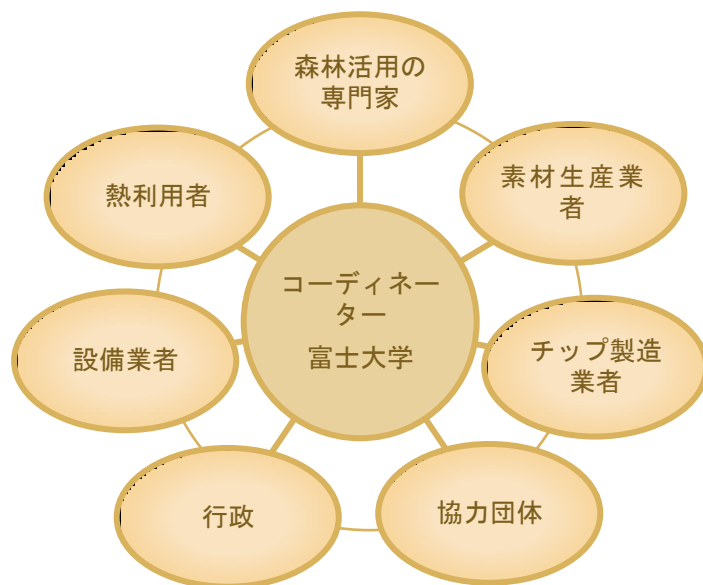 森林活用の
専門家
素材生産業
者
チップ製造
業者
協力団体
行政
設備業者
熱利用者
コーディネー
ター
富士大学